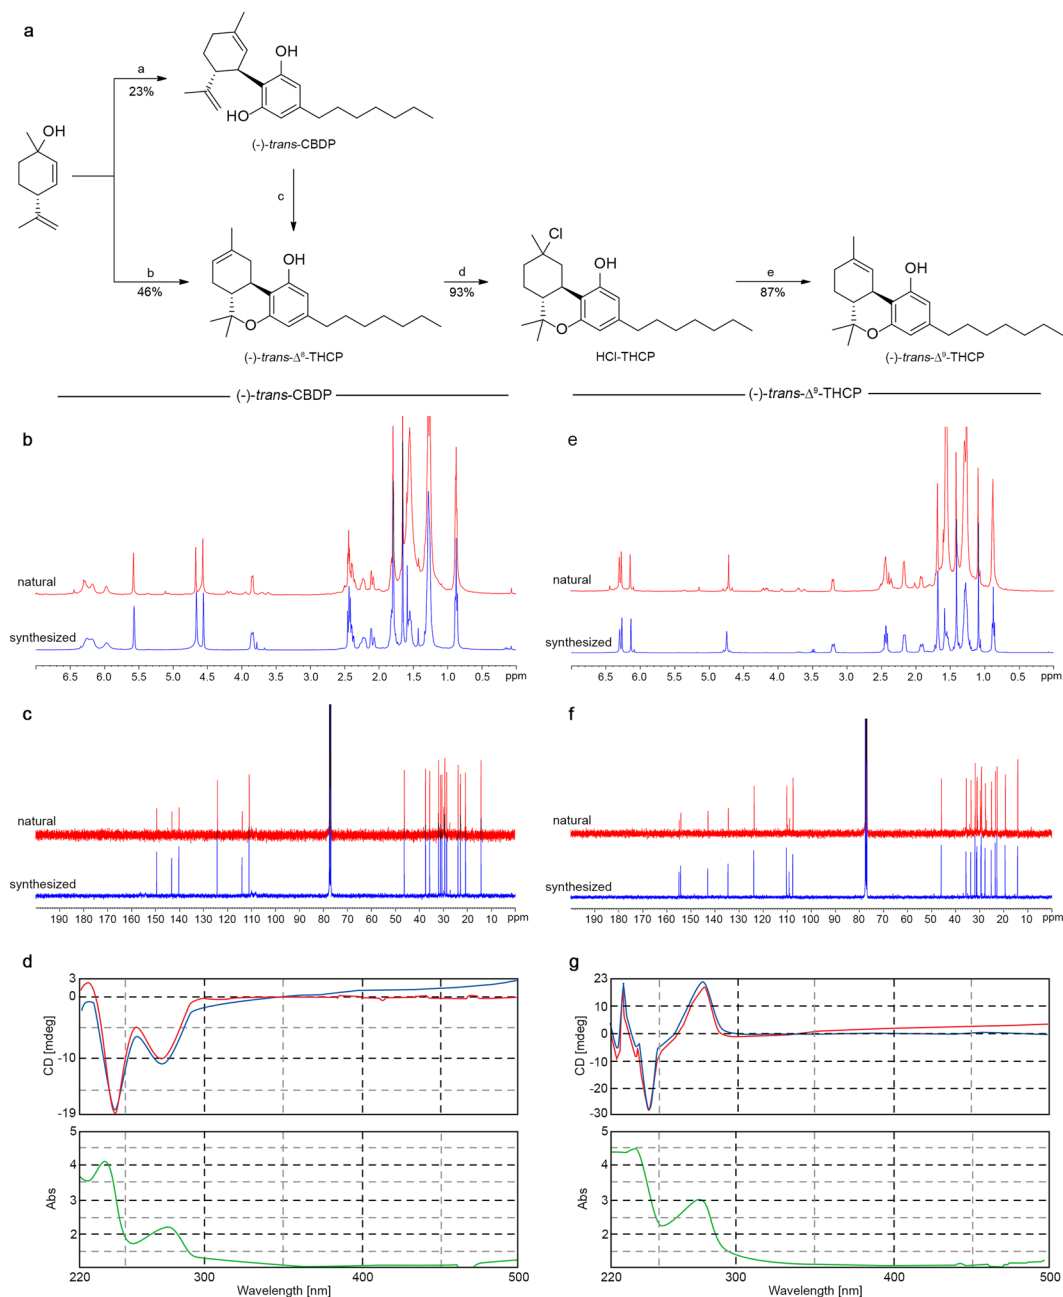 a
OH
a
23%
OH
HO
(-)-trans-CBDP
c
b
46%
OH
O
(-)-trans-Δ⁸-THCP
d
93%
Cl
OH
O
HCl-THCP
e
87%
OH
O
(-)-trans-Δ⁹-THCP
(-)-trans-CBDP
(-)-trans-Δ⁹-THCP
b
natural
synthesized
6.5 6.0 5.5 5.0 4.5 4.0 3.5 3.0 2.5 2.0 1.5 1.0 0.5 ppm
e
natural
synthesized
6.5 6.0 5.5 5.0 4.5 4.0 3.5 3.0 2.5 2.0 1.5 1.0 0.5 ppm
c
natural
synthesized
190 180 170 160 150 140 130 120 110 100 90 80 70 60 50 40 30 20 10 ppm
f
natural
synthesized
190 180 170 160 150 140 130 120 110 100 90 80 70 60 50 40 30 20 10 ppm
d
3
0
-10
-19
CD [mdeg]
5
4
3
2
Abs
220 300 400 500
Wavelength [nm]
g
23
10
0
-10
-20
-30
CD [mdeg]
5
4
3
2
Abs
220 300 400 500
Wavelength [nm]